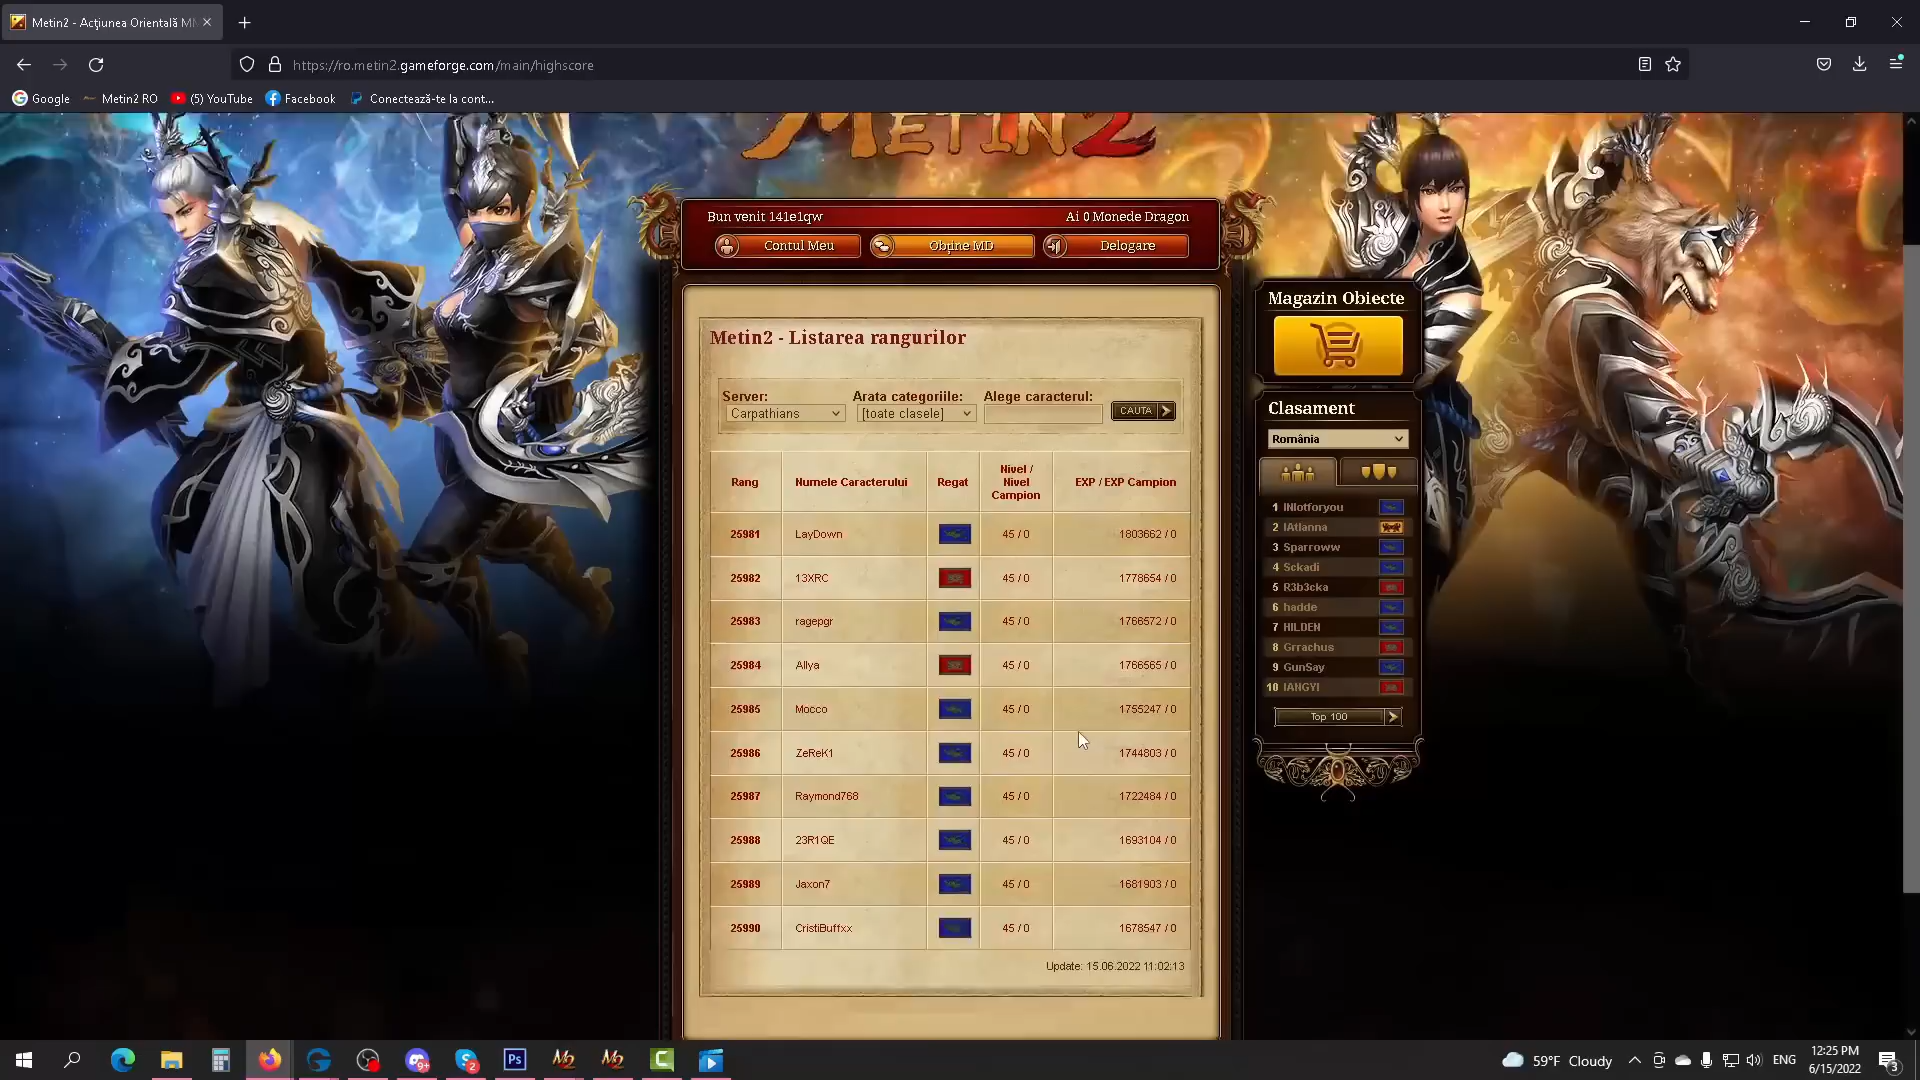 Metin2 - Acțiunea Orientală MM
https://ro.metin2.gameforge.com/main/highscore
Google
Metin2 RO
(5) YouTube
Facebook
Conectează-te la cont...
METIN2
Bun venit 141e1qw
Ai 0 Monede Dragon
Contul Meu
Obține MD
Delogare
Metin2 - Listarea rangurilor
Server:
Arata categoriile:
Alege caracterul:
Carpathians
[toate clasele]
CAUTA
Rang
Numele Caracterului
Regat
Nivel /
Nivel
Campion
EXP / EXP Campion
25981 LayDown 45 / 0 1803662 / 0
25982 13XRC 45 / 0 1778654 / 0
25983 ragepgr 45 / 0 1766572 / 0
25984 Allya 45 / 0 1766565 / 0
25985 Mocco 45 / 0 1755247 / 0
25986 ZeReK1 45 / 0 1744803 / 0
25987 Raymond768 45 / 0 1722484 / 0
25988 23R1QE 45 / 0 1693104 / 0
25989 Jaxon7 45 / 0 1681903 / 0
25990 CristiBuffxx 45 / 0 1678547 / 0
Update: 15.06.2022 11:02:13
Magazin Obiecte
Clasament
România
1
2
3 Sparroww
4 Sckadi
5 R3b3cka
6 hadde
7 HILDEN
8 Grrachus
9 GunSay
10
Top 100
9+
2
Ps
59°F Cloudy
ENG
12:25 PM
6/15/2022
3